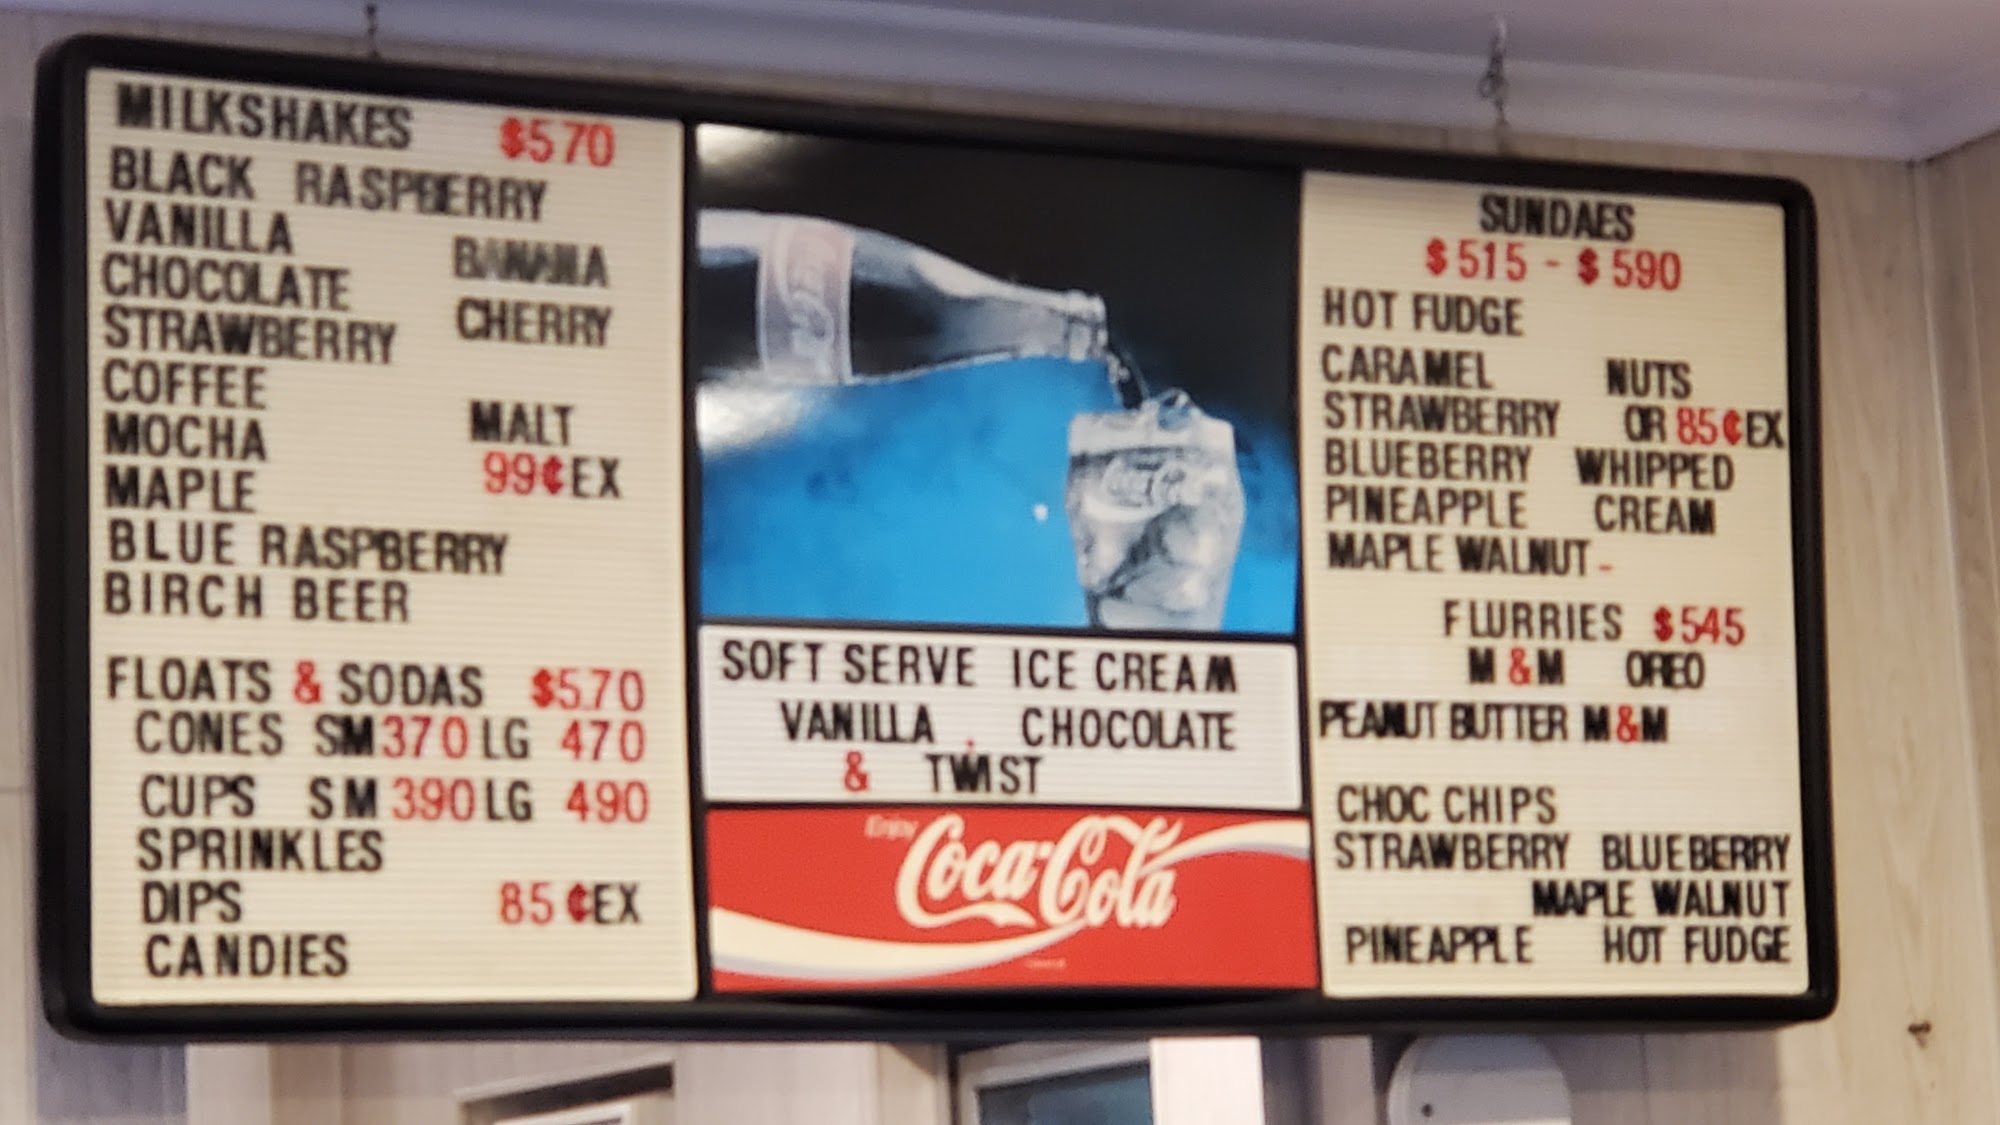 MILKSHAKES $570
BLACK RASPBERRY
VANILLA BANANA
CHOCOLATE
STRAWBERRY CHERRY
COFFEE
MOCHA MALT
MAPLE 99¢EX
BLUE RASPBERRY
BIRCH BEER
FLOATS & SODAS $5.70
CONES SM 370 LG 470
CUPS SM 390 LG 490
SPRINKLES
DIPS 85¢EX
CANDIES
Coca-Cola
SOFT SERVE ICE CREAM
VANILLA . CHOCOLATE
& TWIST
Enjoy
Coca-Cola
SUNDAES
$515 - $590
HOT FUDGE
CARAMEL NUTS
STRAWBERRY OR 85¢EX
BLUEBERRY WHIPPED
PINEAPPLE CREAM
MAPLE WALNUT -
FLURRIES $545
M&M OREO
PEANUT BUTTER M&M
CHOC CHIPS
STRAWBERRY BLUEBERRY
MAPLE WALNUT
PINEAPPLE HOT FUDGE